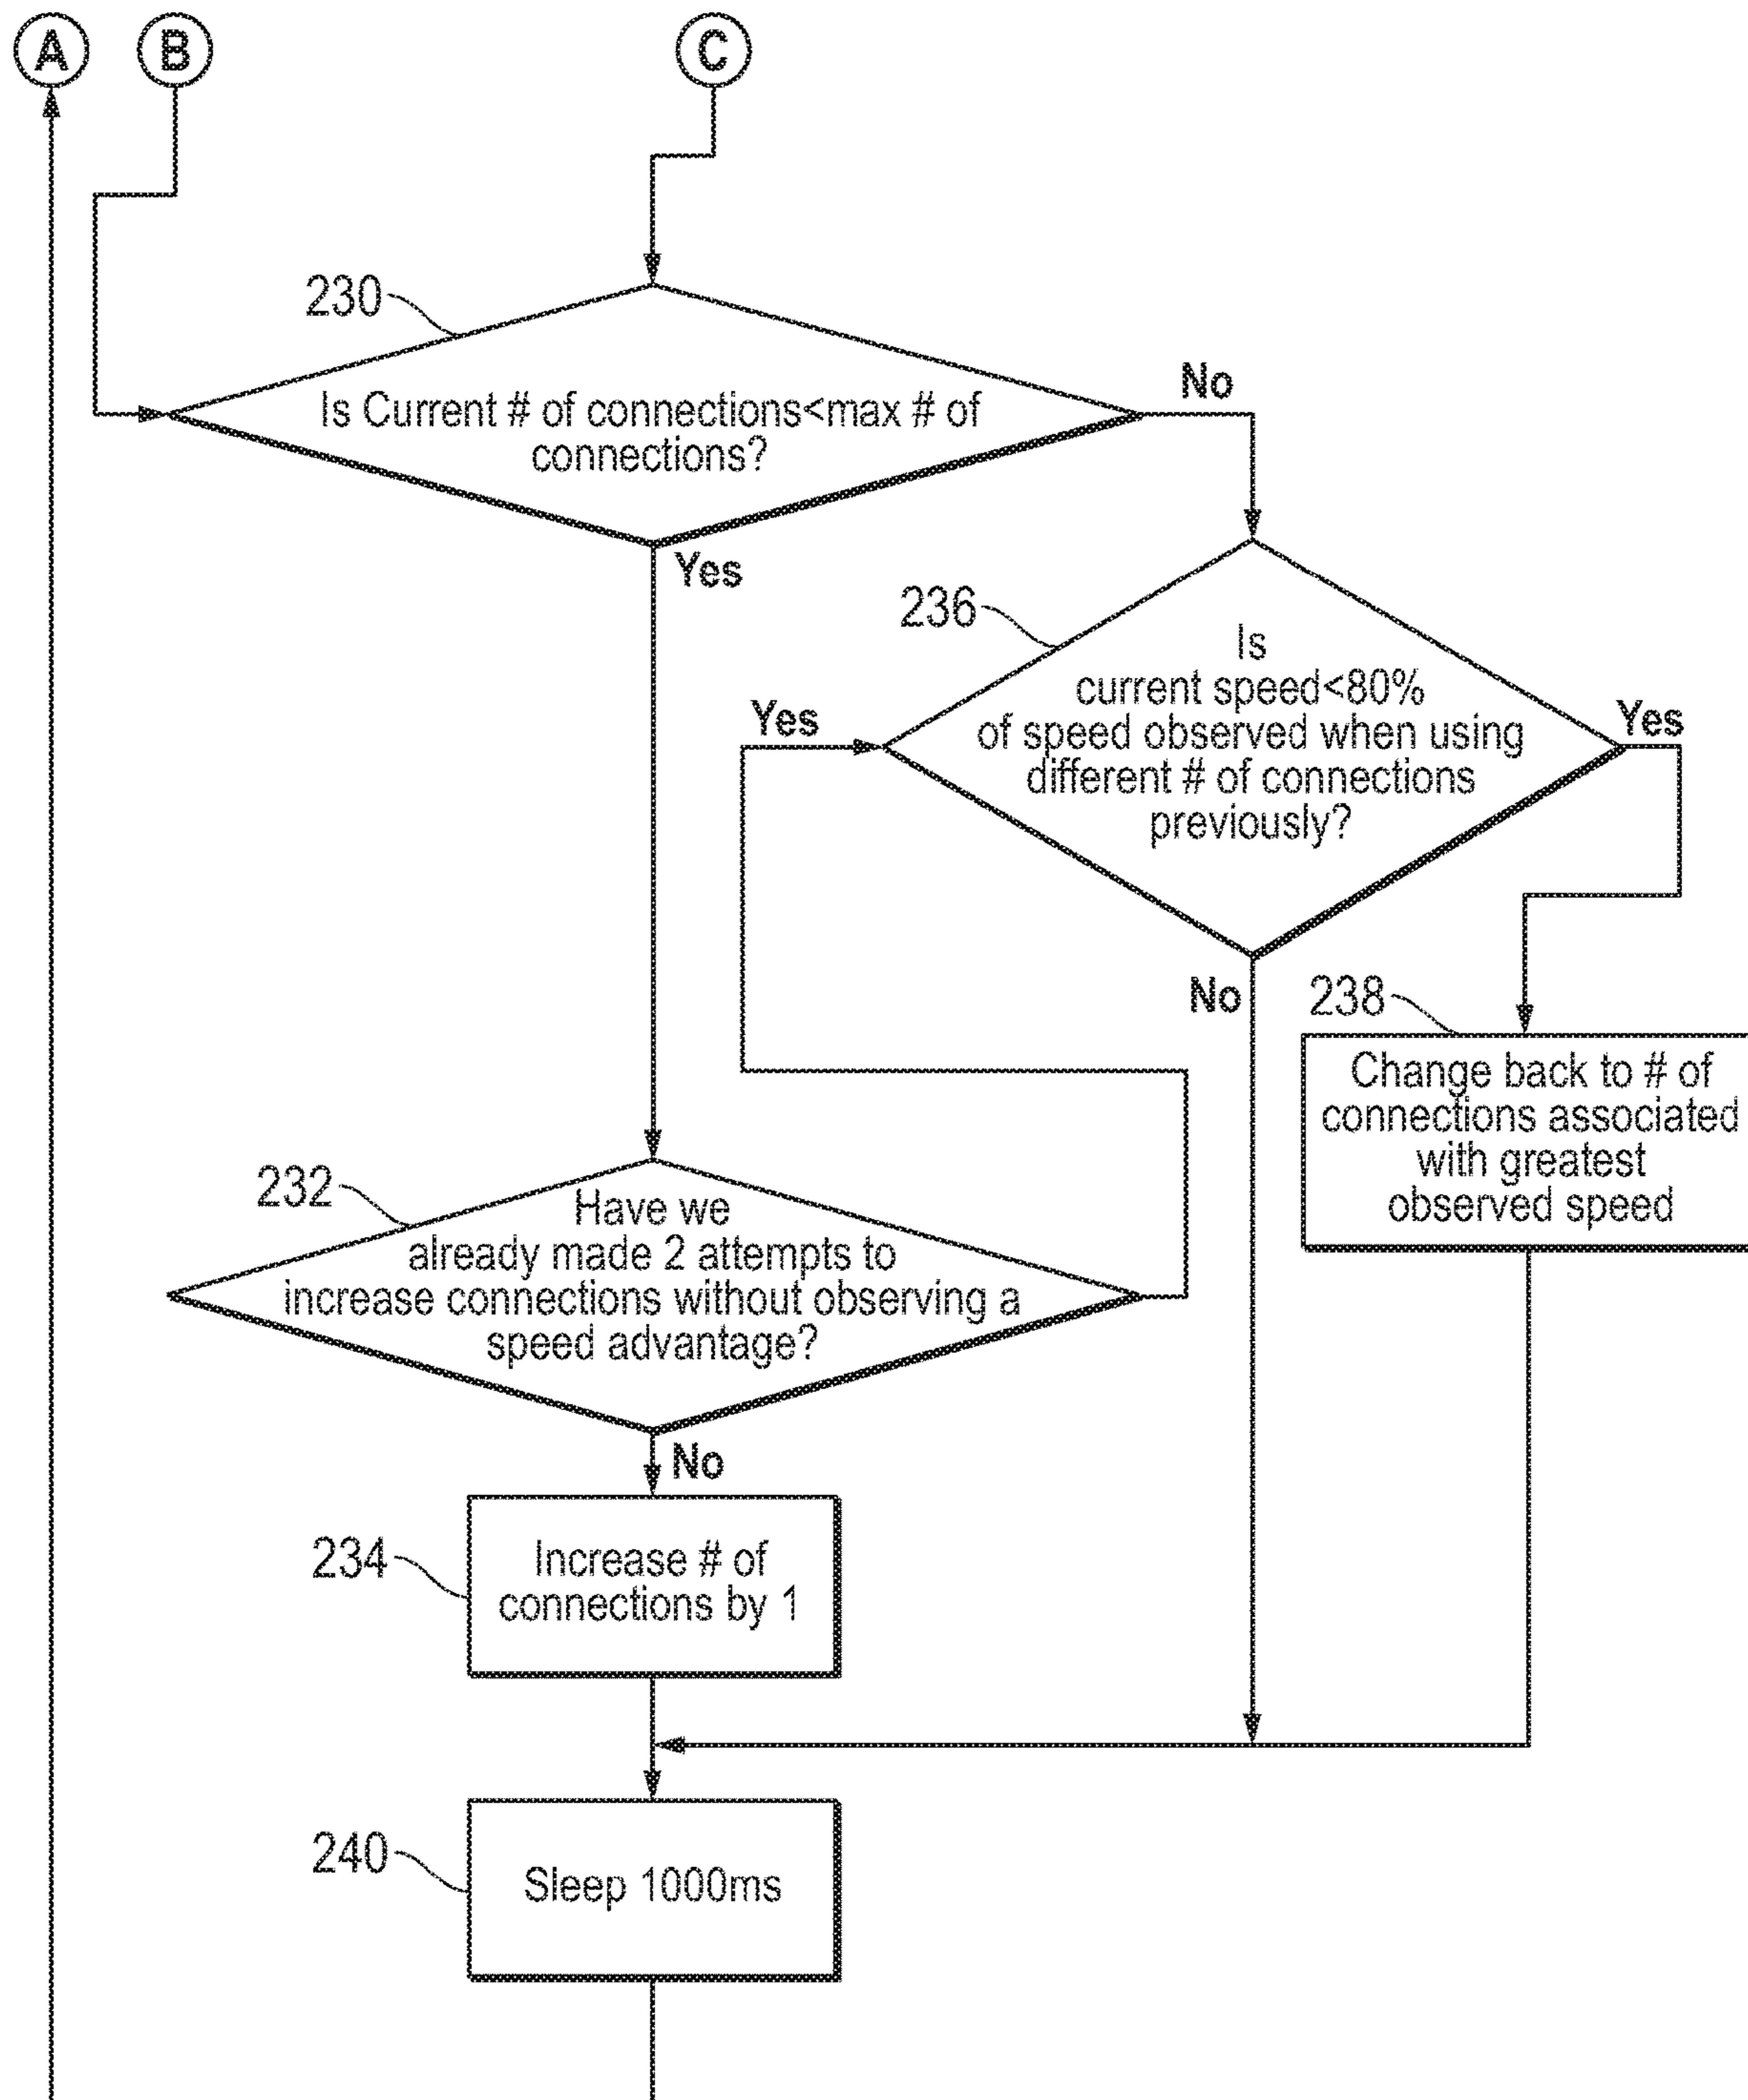 A B C
230
Is Current # of connections<max # of
connections?
No
Yes
236
Is
current speed<80%
of speed observed when using
different # of connections
previously?
Yes
Yes
No
238
Change back to # of
connections associated
with greatest
observed speed
232
Have we
already made 2 attempts to
increase connections without observing a
speed advantage?
No
234
Increase # of
connections by 1
240
Sleep 1000ms